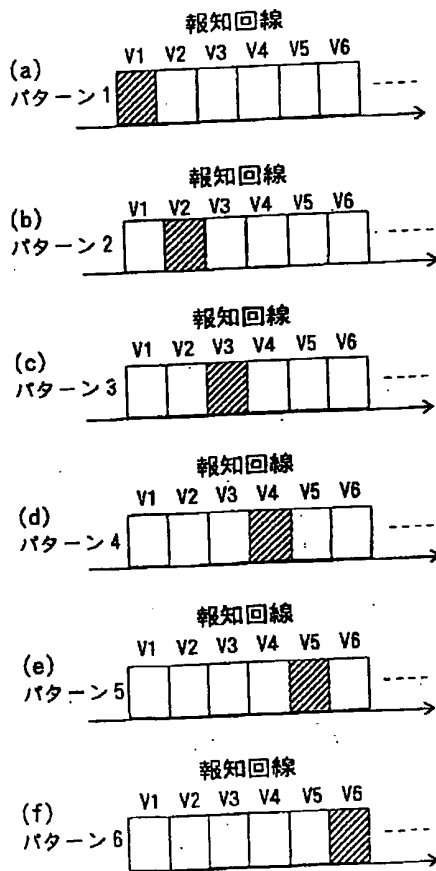 報知回線
V1 V2 V3 V4 V5 V6
(a)
パターン1
報知回線
V1 V2 V3 V4 V5 V6
(b)
パターン2
報知回線
V1 V2 V3 V4 V5 V6
(c)
パターン3
報知回線
V1 V2 V3 V4 V5 V6
(d)
パターン4
報知回線
V1 V2 V3 V4 V5 V6
(e)
パターン5
報知回線
V1 V2 V3 V4 V5 V6
(f)
パターン6